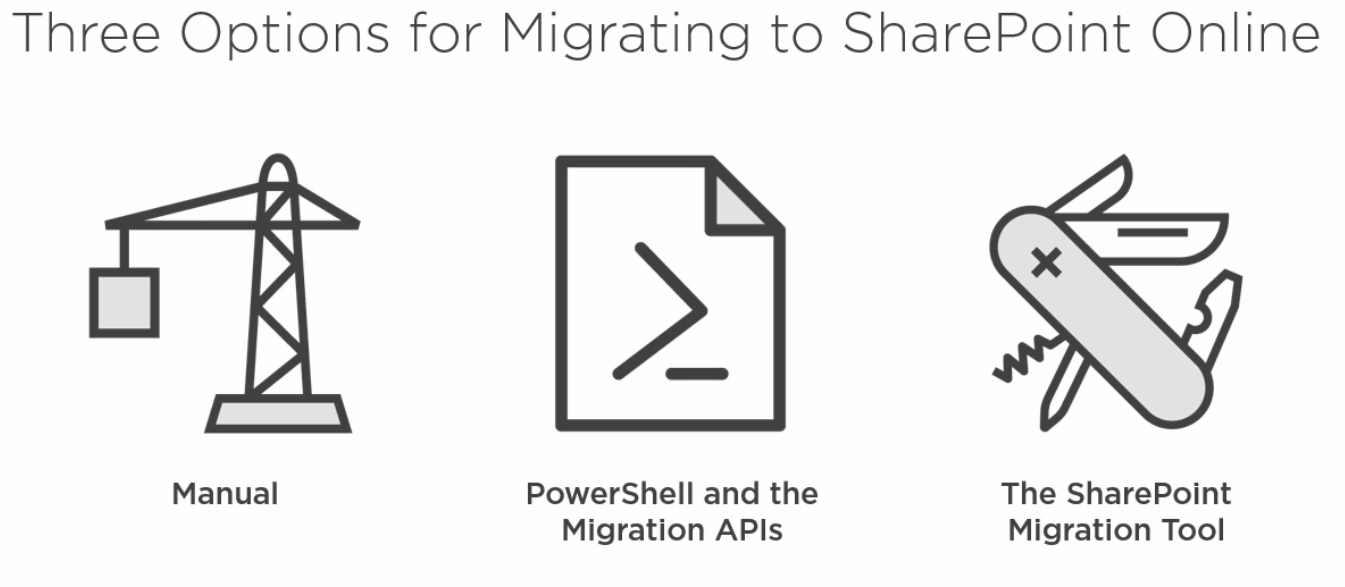 Three Options for Migrating to SharePoint Online
Manual
PowerShell and the
Migration APIs
The SharePoint
Migration Tool